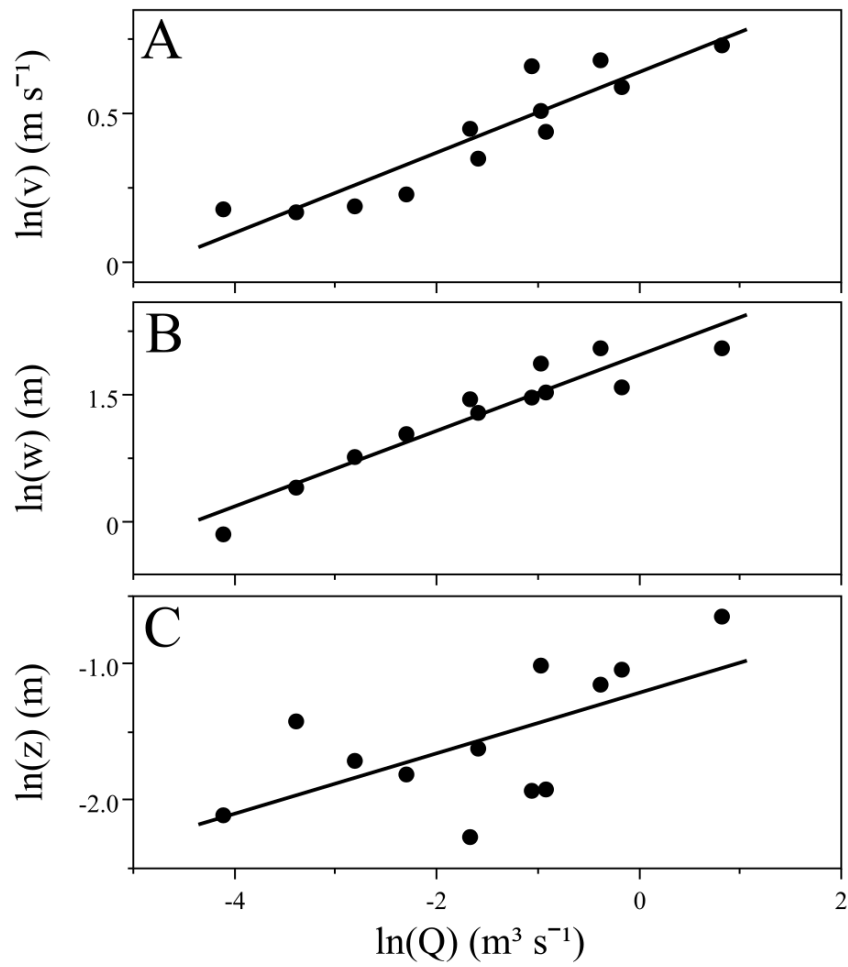 A
ln(v) (m s⁻¹)
0.5
0
B
ln(w) (m)
1.5
0
C
ln(z) (m)
-1.0
-2.0
-4 -2 0 2
ln(Q) (m³ s⁻¹)